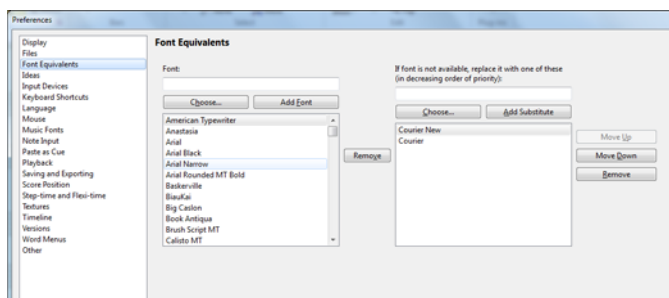 Preferences
Display
Files
Font Equivalents
Ideas
Input Devices
Keyboard Shortcuts
Language
Mouse
Music Fonts
Note Input
Paste as Cue
Playback
Saving and Exporting
Score Position
Step-time and Flexi-time
Textures
Timeline
Versions
Word Menus
Other
Font Equivalents
Font:
Choose...
Add Font
American Typewriter
Anastasia
Arial
Arial Black
Arial Narrow
Arial Rounded MT Bold
Baskerville
BiauKai
Big Caslon
Book Antiqua
Brush Script MT
Calisto MT
Remove
If font is not available, replace it with one of these
(in decreasing order of priority):
Choose...
Add Substitute
Courier New
Courier
Move Up
Move Down
Remove